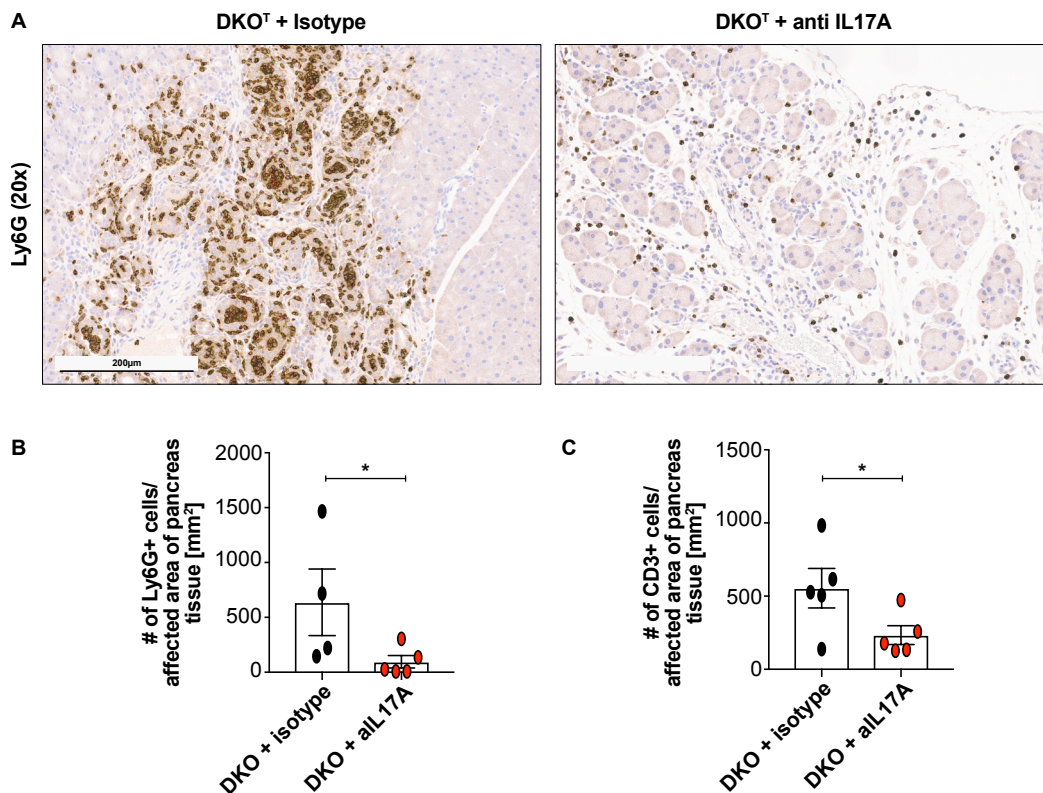 A
DKOᵀ + Isotype
DKOᵀ + anti IL17A
Ly6G (20x)
200µm
B
# of Ly6G+ cells/
affected area of pancreas
tissue [mm²]
2000
1500
1000
500
0
*
DKO + isotype
DKO + aIL17A
C
# of CD3+ cells/
affected area of pancreas
tissue [mm²]
1500
1000
500
0
*
DKO + isotype
DKO + aIL17A